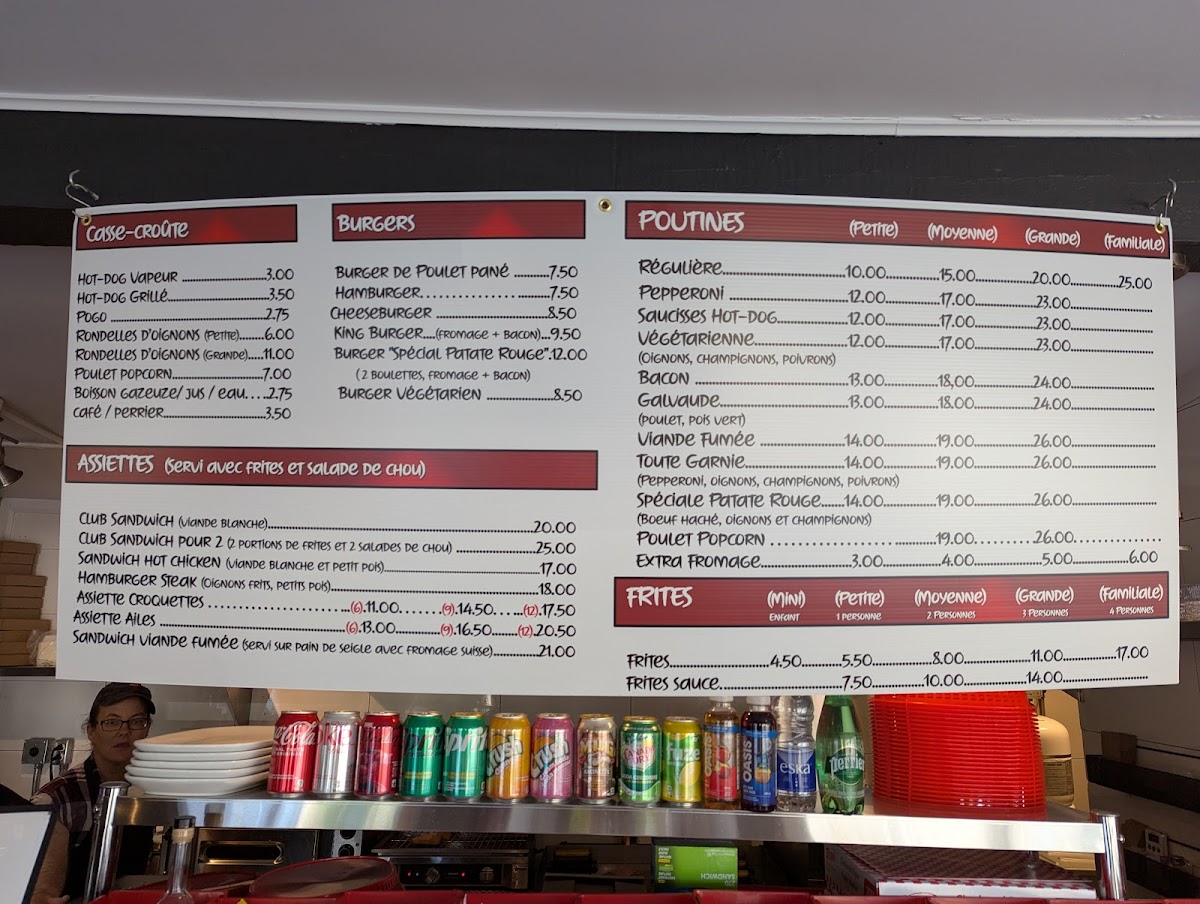 Casse-croûte
Hot-Dog Vapeur ........3.00
Hot-Dog Grillé........3.50
Pogo ........2.75
Rondelles d'oignons (Petite)......6.00
Rondelles d'oignons (Grande).....11.00
Poulet Popcorn........7.00
Boisson gazeuze/ jus / eau. . . ..2.75
Café / Perrier........3.50
Burgers
Burger de Poulet pané .........7.50
Hamburger. . . . . . . . . . . .........7.50
Cheeseburger ........8.50
King Burger....(fromage + bacon)...9.50
Burger "Spécial Patate Rouge".12.00
( 2 boulettes, fromage + bacon)
Burger Végétarien ........8.50
Assiettes (Servi avec frites et salade de chou)
Club Sandwich (viande blanche)........20.00
Club Sandwich pour 2 (2 portions de frites et 2 salades de chou) ........25.00
Sandwich Hot Chicken (viande blanche et petit pois)........17.00
Hamburger Steak (oignons frits, petits pois)........18.00
Assiette Croquettes . . . . . . . . ...(6).11.00........(9).14.50. . . ...(12).17.50
Assiette Ailes ........(6).13.00........(9)...16.50......(12).20.50
Sandwich viande fumée (servi sur pain de seigle avec fromage suisse)........21.00
Poutines (Petite) (Moyenne) (Grande) (Familiale)
Régulière........10.00........15.00........20.00........25.00
Pepperoni ........12.00........17.00........23.00........
Saucisses Hot-Dog........12.00........17.00........23.00........
Végétarienne........12.00........17.00........23.00........
(Oignons, champignons, poivrons)
Bacon ........13.00........18,00........24.00........
Galvaude........13.00........18.00........24.00........
(Poulet, pois vert)
Viande Fumée ........14.00........19.00........26.00........
Toute Garnie........14.00........19.00........26.00........
(Pepperoni, oignons, champignons, poivrons)
Spéciale Patate Rouge......14.00........19.00........26.00........
(Boeuf haché, oignons et champignons)
Poulet Popcorn . . . . . . . . . . ........19.00........26.00. . . . . . . .
Extra Fromage........3.00........4.00........5.00........6.00
Frites (Mini) (Petite) (Moyenne) (Grande) (Familiale)
Enfant 1 personne 2 Personnes 3 Personnes 4 Personnes
Frites........4.50........5.50........8.00........11.00........17.00
Frites sauce........7.50........10.00........14.00........
Coca-Cola
Sprite
Crush
Crush
Oasis
Oasis
eska
Perrier
SANDWICH